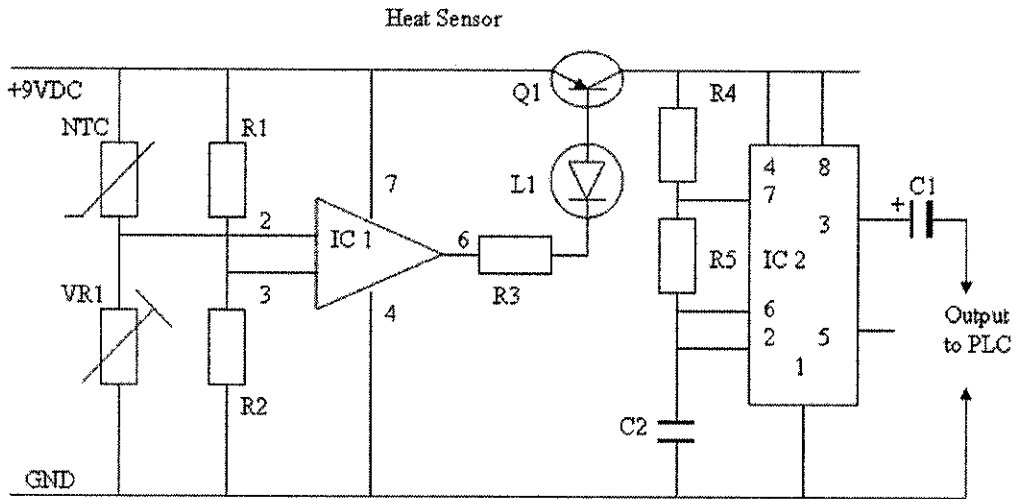 Heat Sensor
+9VDC
Q1
R4
NTC
R1
7
L1
4 8
7
C1
+
3
2
IC 1
6
R3
R5
IC 2
VR1
3
4
6
2
5
1
Output
to PLC
R2
C2
GND